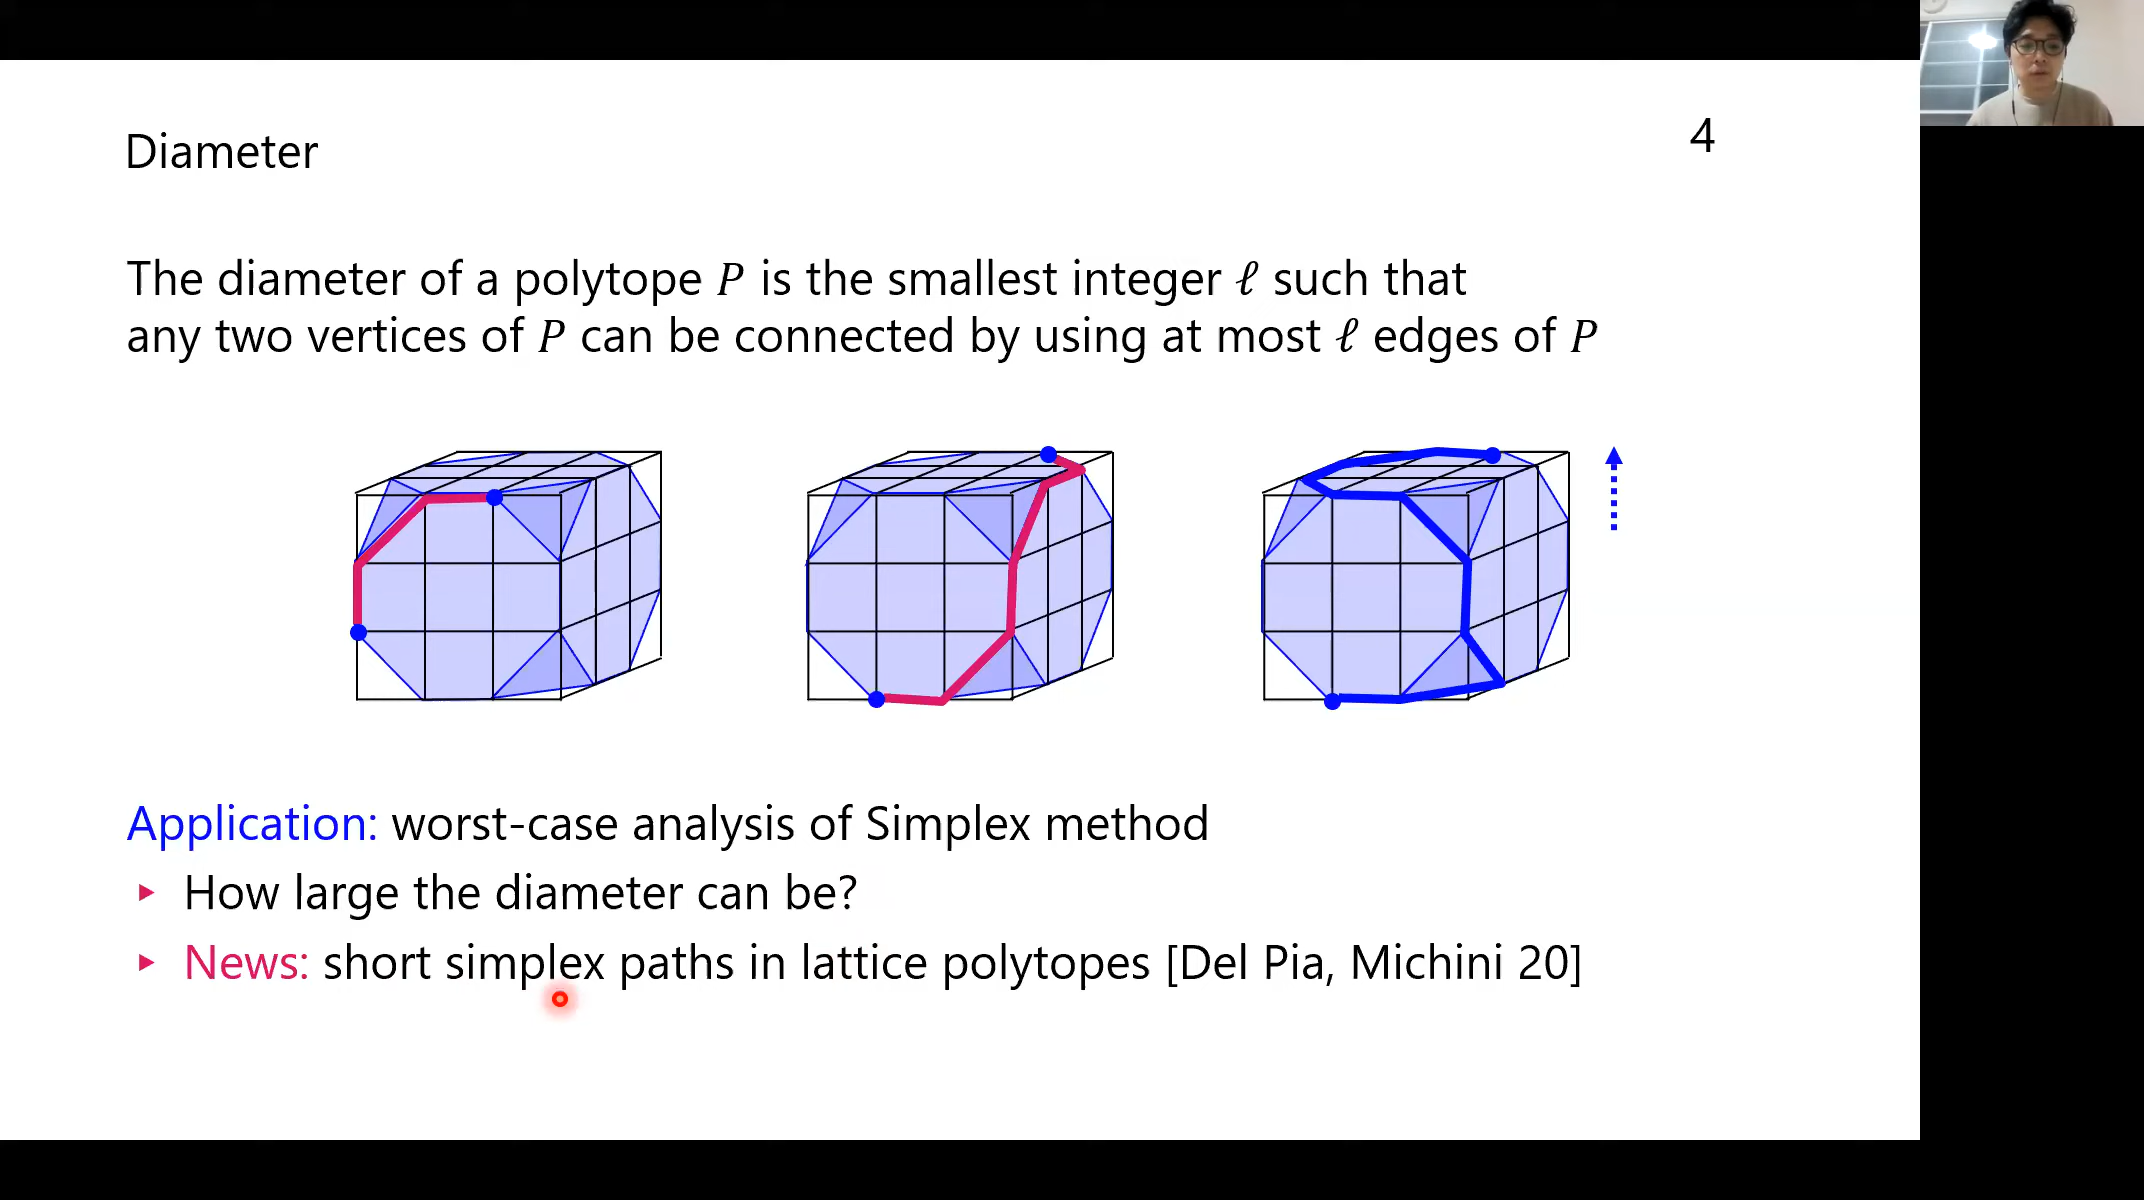 Diameter
4
The diameter of a polytope P is the smallest integer ℓ such that
any two vertices of P can be connected by using at most ℓ edges of P
Application: worst-case analysis of Simplex method
▸ How large the diameter can be?
▸ News: short simplex paths in lattice polytopes [Del Pia, Michini 20]